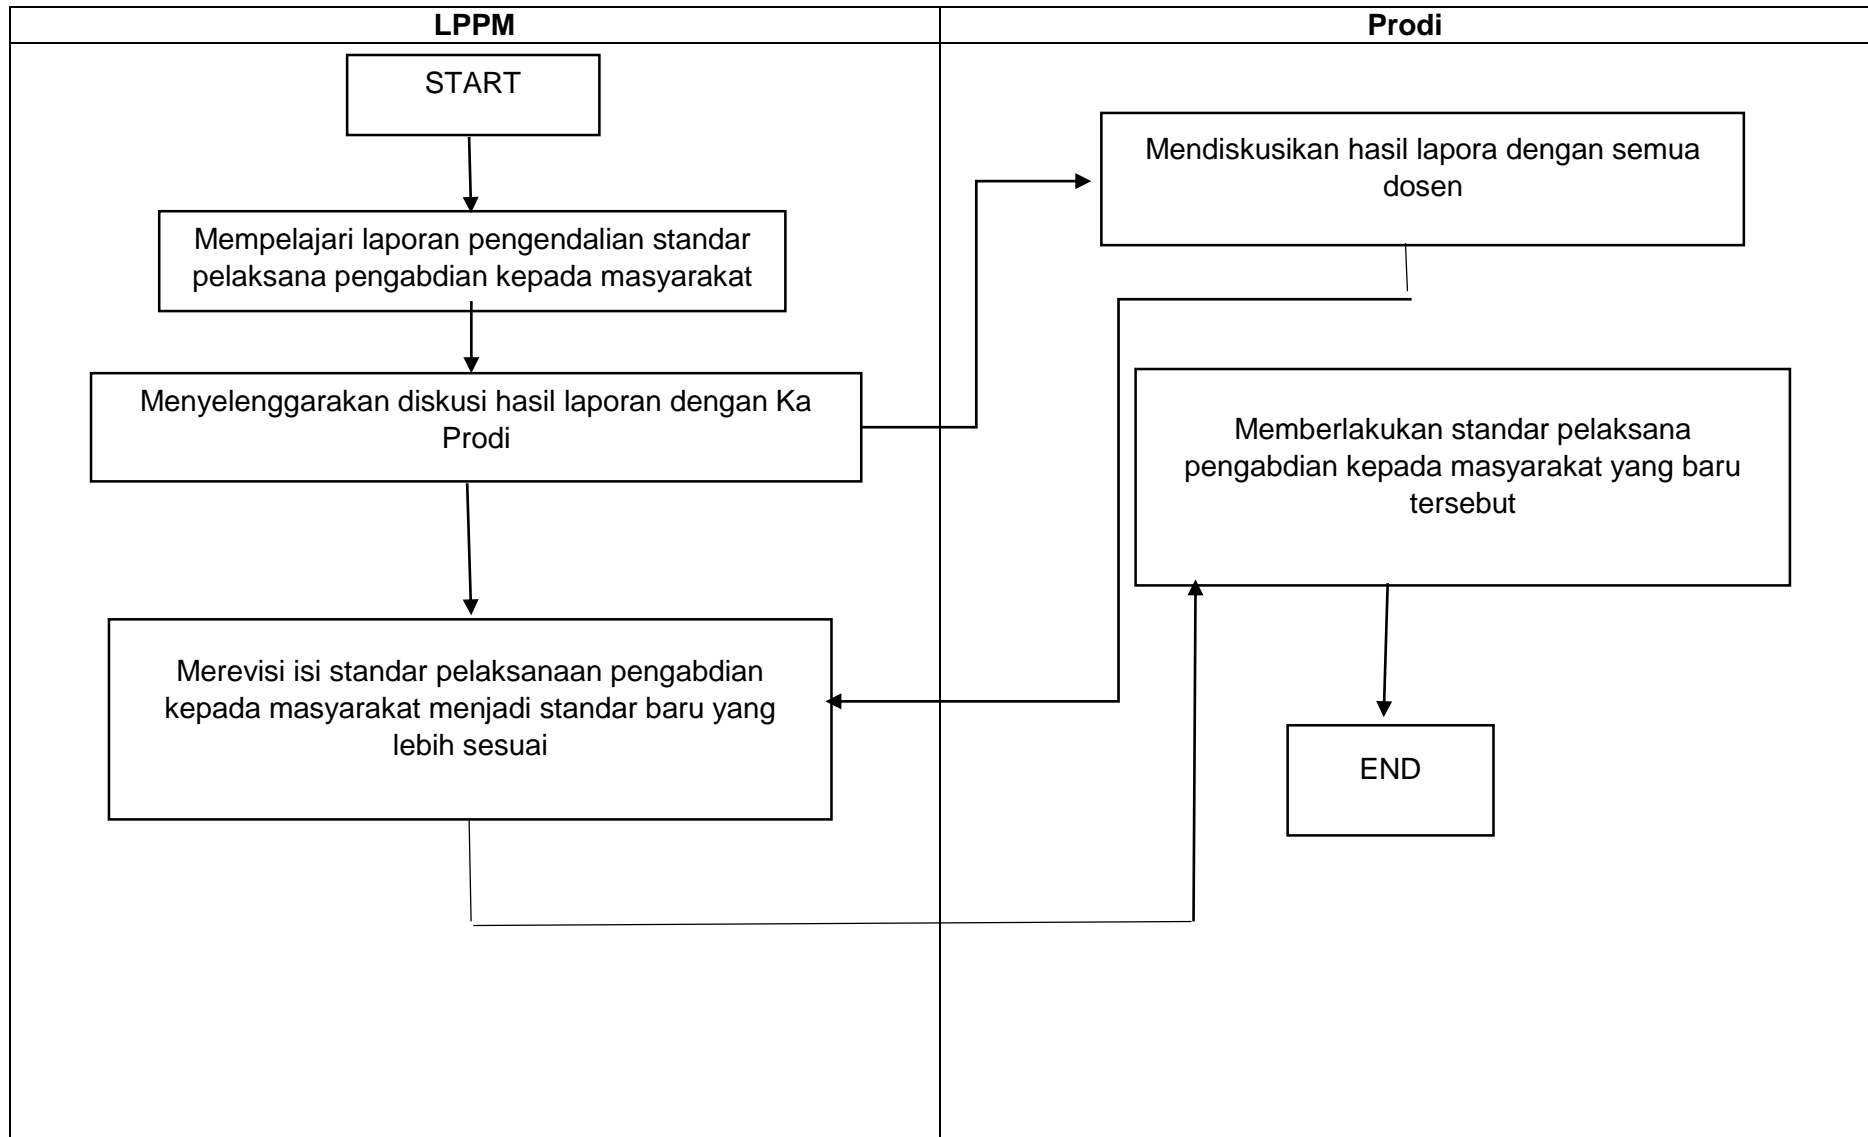 LPPM
Prodi
START
Mempelajari laporan pengendalian standar
pelaksana pengabdian kepada masyarakat
Menyelenggarakan diskusi hasil laporan dengan Ka
Prodi
Merevisi isi standar pelaksanaan pengabdian
kepada masyarakat menjadi standar baru yang
lebih sesuai
Mendiskusikan hasil lapora dengan semua
dosen
Memberlakukan standar pelaksana
pengabdian kepada masyarakat yang baru
tersebut
END